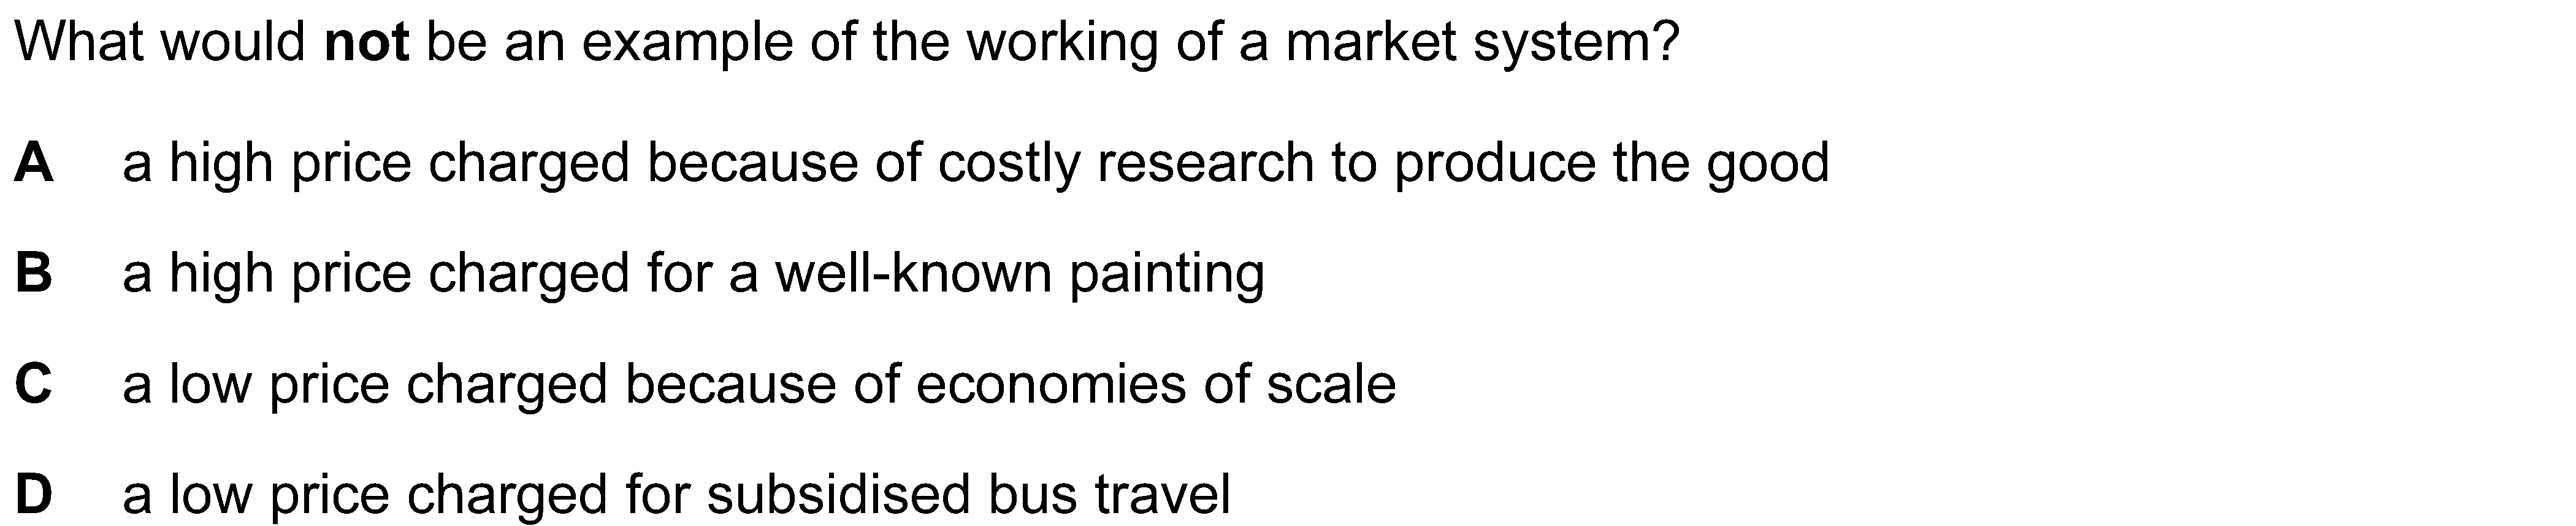 What would not be an example of the working of a market system?
A a high price charged because of costly research to produce the good
B a high price charged for a well-known painting
C a low price charged because of economies of scale
D a low price charged for subsidised bus travel